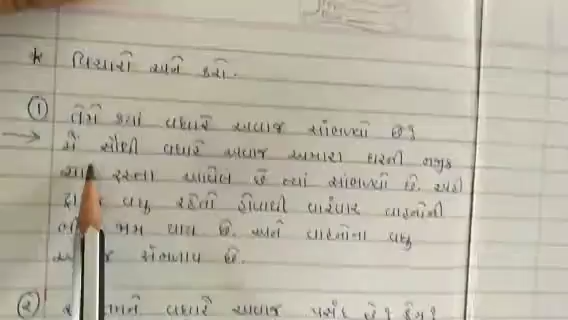 * વિચારો અને કહો.
(1) તમે ક્યાં વધારે અવાજ સાંભળ્યો છે?
→ મેં સૌથી વધારે અવાજ અમારા ઘરની નજીક
રસ્તા આવેલ છે ત્યાં સાંભળ્યો છે. અહીં
વધુ રહેતી હોવાથી વારંવાર વાહનોની
થાય છે. અને વાહનોના વધુ
સંભળાય છે.
(2) તમને વધારે અવાજ પસંદ છે? કેમ?